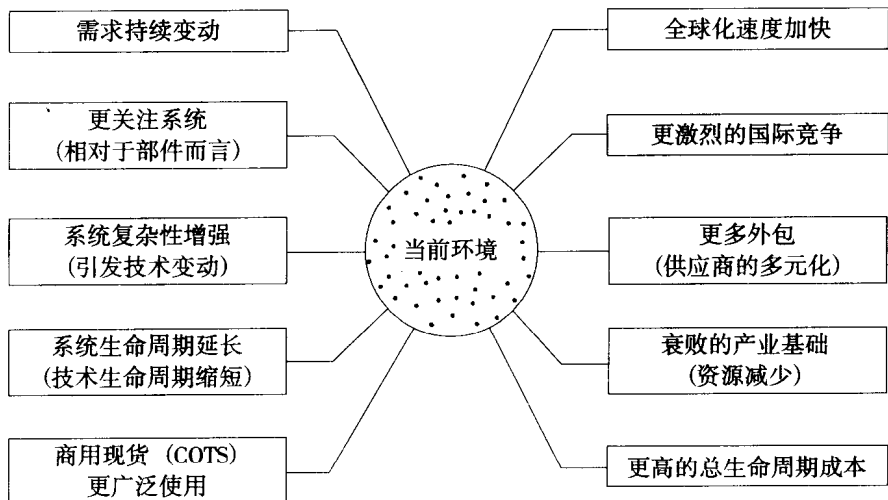 需求持续变动
更关注系统
(相对于部件而言)
系统复杂性增强
(引发技术变动)
系统生命周期延长
(技术生命周期缩短)
商用现货 (COTS)
更广泛使用
当前环境
全球化速度加快
更激烈的国际竞争
更多外包
(供应商的多元化)
衰败的产业基础
(资源减少)
更高的总生命周期成本